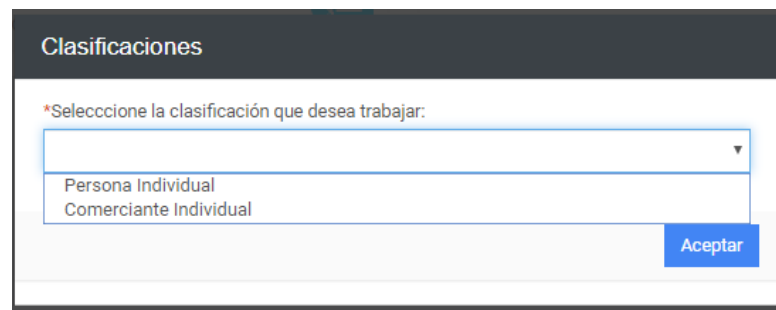 Clasificaciones
*Selecccione la clasificación que desea trabajar:
Persona Individual
Comerciante Individual
Aceptar